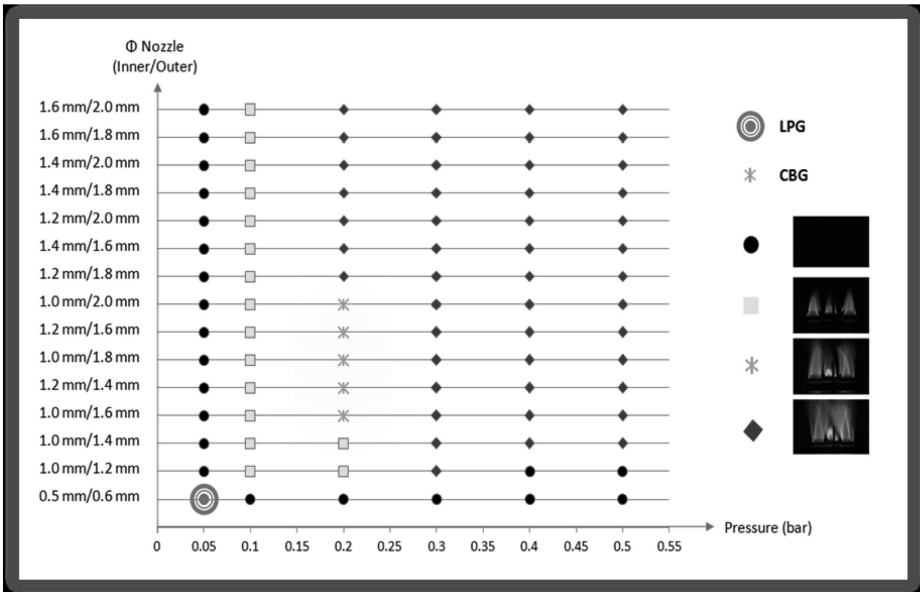 Φ Nozzle
(Inner/Outer)
1.6 mm/2.0 mm
1.6 mm/1.8 mm
1.4 mm/2.0 mm
1.4 mm/1.8 mm
1.2 mm/2.0 mm
1.4 mm/1.6 mm
1.2 mm/1.8 mm
1.0 mm/2.0 mm
1.2 mm/1.6 mm
1.0 mm/1.8 mm
1.2 mm/1.4 mm
1.0 mm/1.6 mm
1.0 mm/1.4 mm
1.0 mm/1.2 mm
0.5 mm/0.6 mm
0 0.05 0.1 0.15 0.2 0.25 0.3 0.35 0.4 0.45 0.5 0.55
Pressure (bar)
LPG
CBG